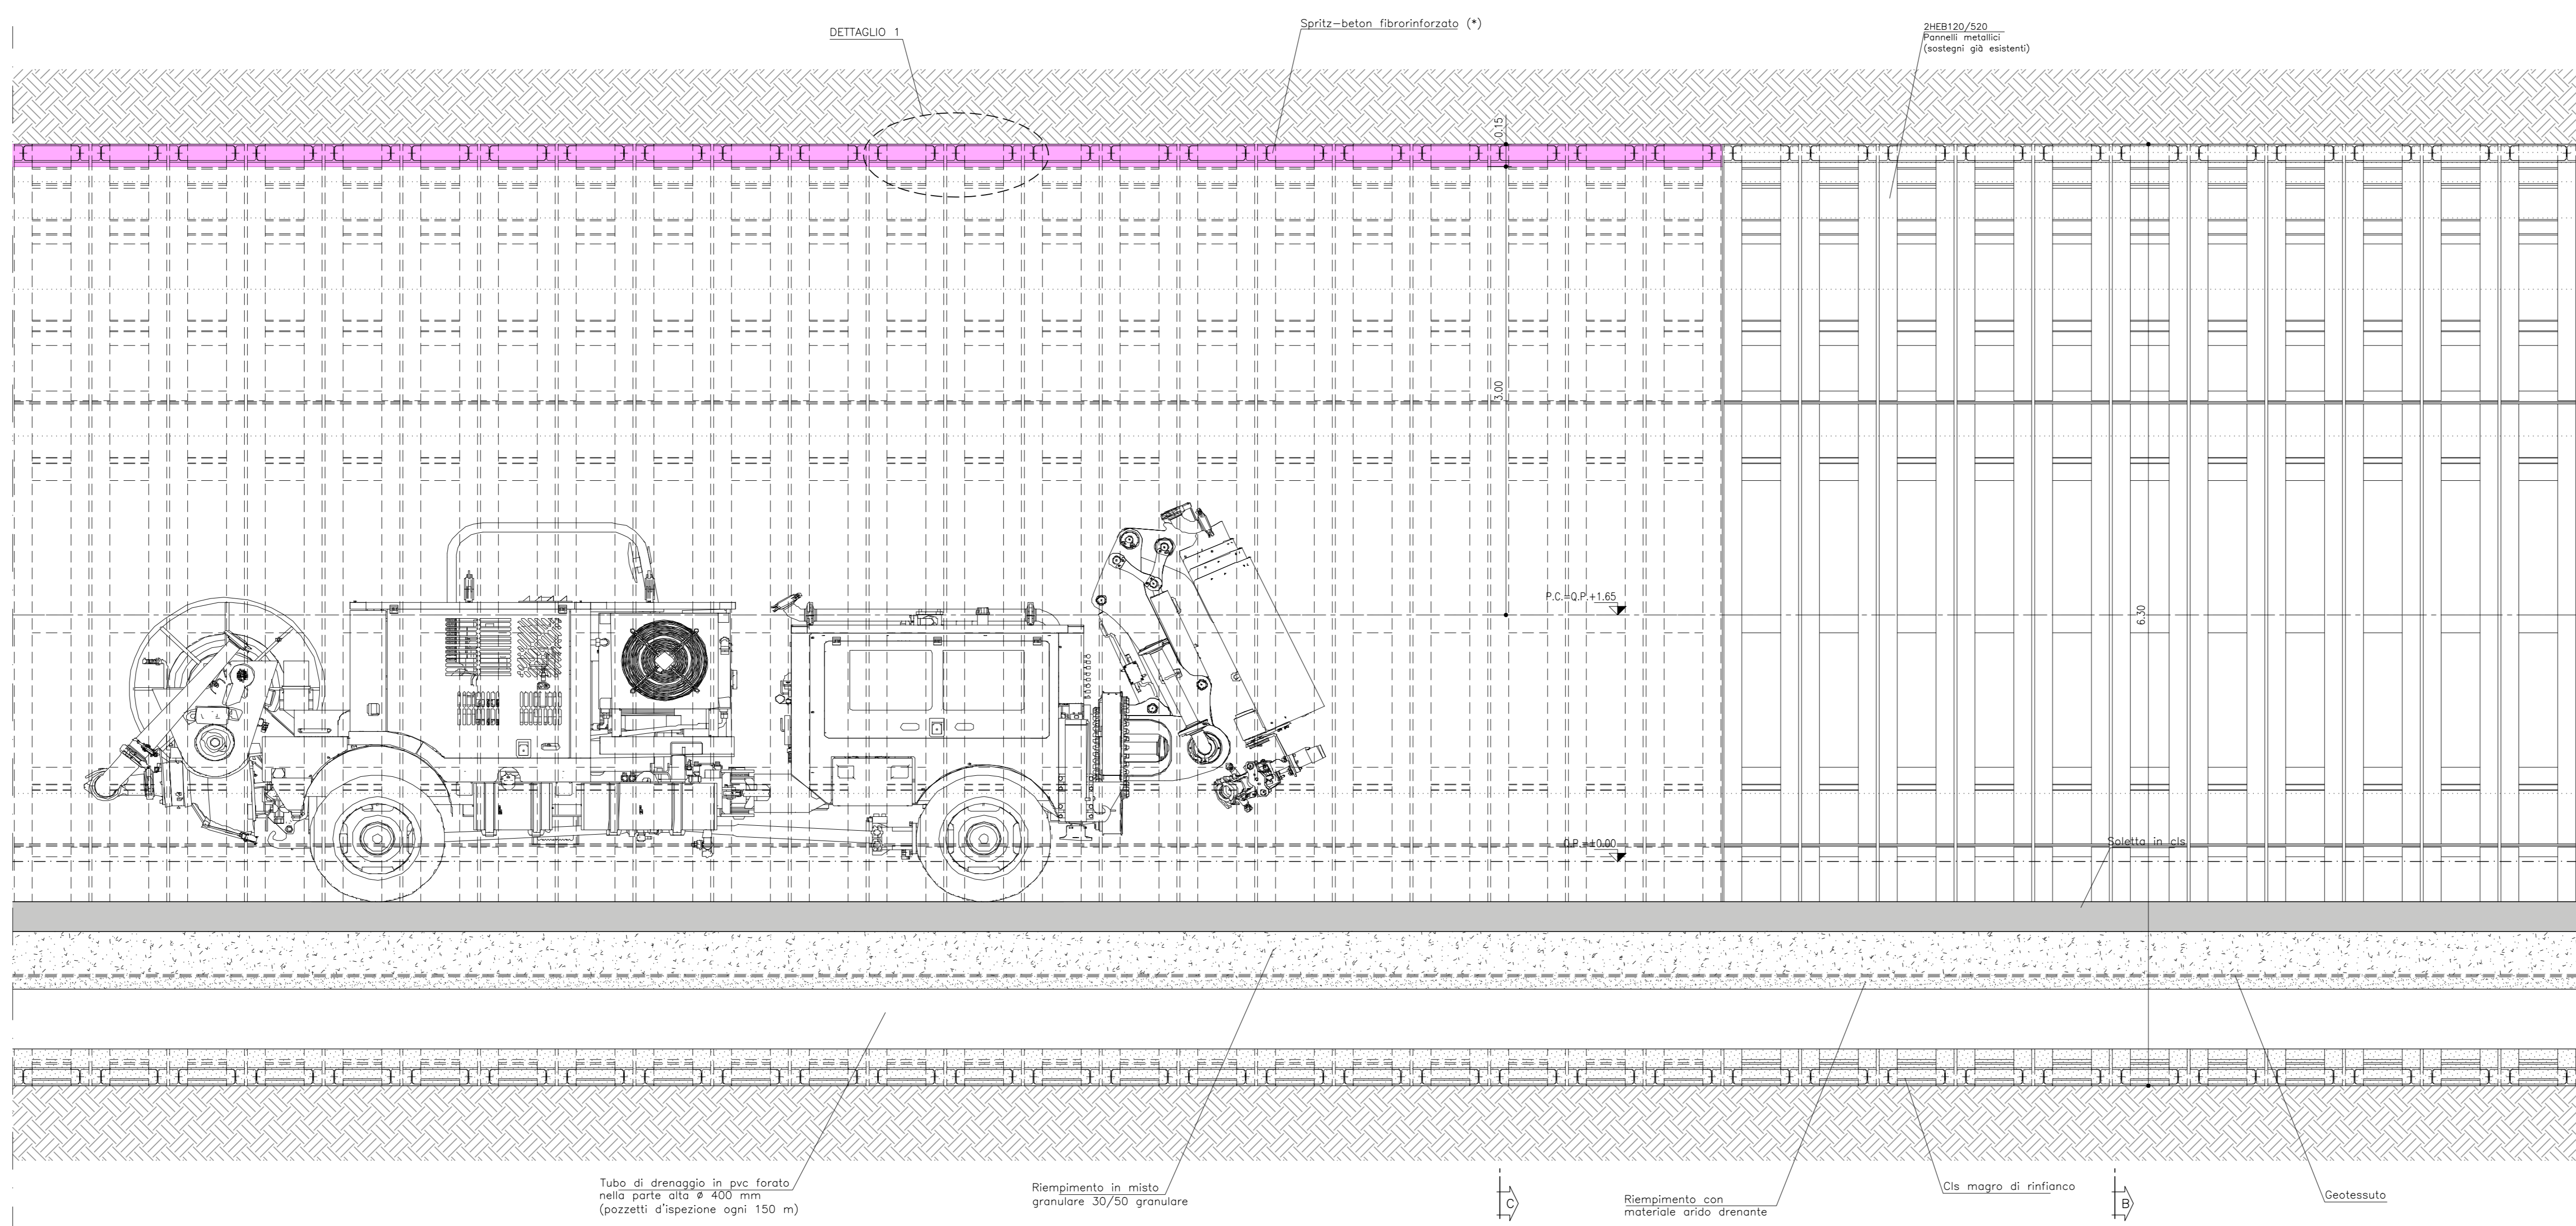 DETTAGLIO 1
Spritz-beton fibrorinforzato (*)
2HEB120/520
Pannelli metallici
(sostegni già esistenti)
0.15
3.00
P.C.=Q.P.+1.65
6.30
Q.P.=±0.00
Soletta in cls
Tubo di drenaggio in pvc forato
nella parte alta ø 400 mm
(pozzetti d'ispezione ogni 150 m)
Riempimento in misto
granulare 30/50 granulare
C
Riempimento con
materiale arido drenante
Cls magro di rinfianco
B
Geotessuto